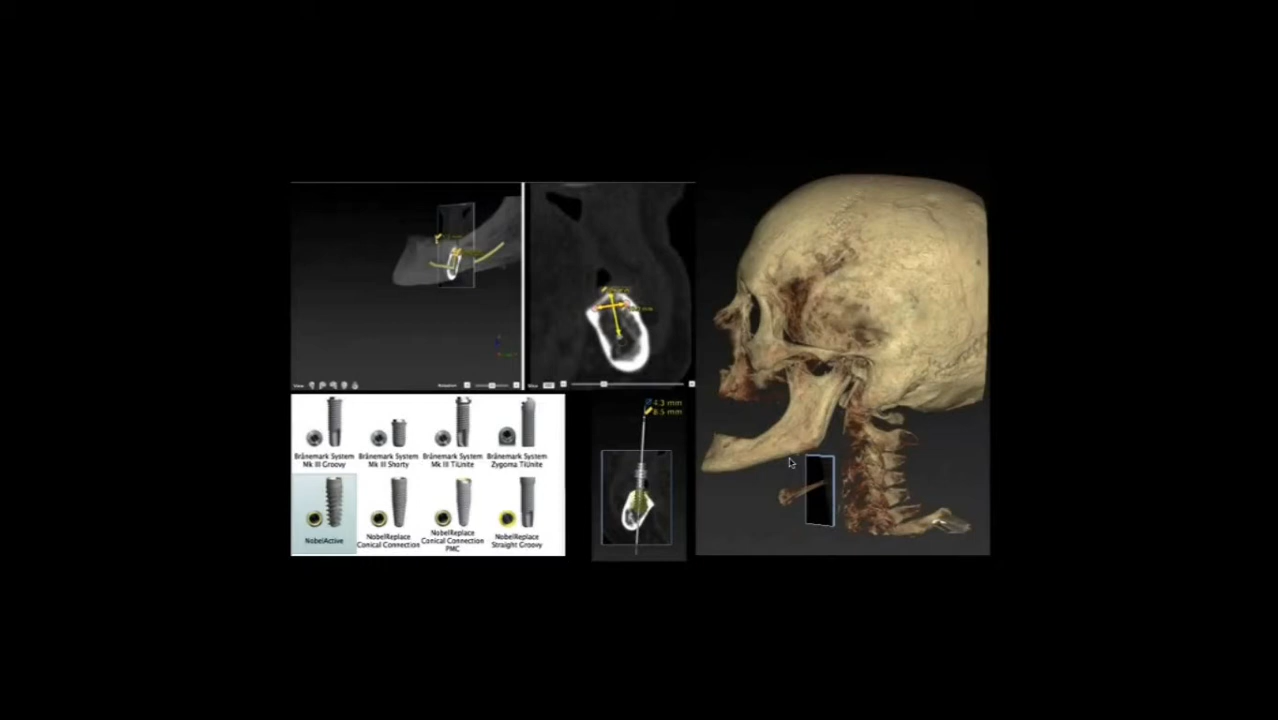 4.3 mm
8.5 mm
Brånemark System
Mk III Groovy
Brånemark System
Mk III Shorty
Brånemark System
Mk III TiUnite
Brånemark System
Zygoma TiUnite
NobelActive
NobelReplace
Conical Connection
NobelReplace
Conical Connection
PMC
NobelReplace
Straight Groovy